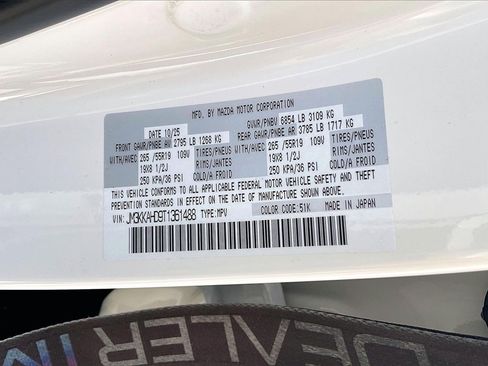 MFD. BY MAZDA MOTOR CORPORATION
DATE 10/25 GVWR/PNBV 6854 LB 3109 KG
FRONT GAWR/PNBE AV 2795 LB 1268 KG REAR GAWR/PNBE AR 3785 LB 1717 KG
WITH/AVEC 265 /55R19 109V TIRES/PNEUS WITH/AVEC 265 /55R19 109V TIRES/PNEUS
19X8 1/2J RIMS/JANTES 19X8 1/2J RIMS/JANTES
250 KPA/36 PSI 250 KPA/36 PSI
THIS VEHICLE CONFORMS TO ALL APPLICABLE FEDERAL MOTOR VEHICLE SAFETY AND THEFT
PREVENTION STANDARDS IN EFFECT ON THE DATE OF MANUFACTURE SHOWN ABOVE.
VIN: JM3KKAHD9T1361488 TYPE:MPV COLOR CODE:51K MADE IN JAPAN
DEALER IN